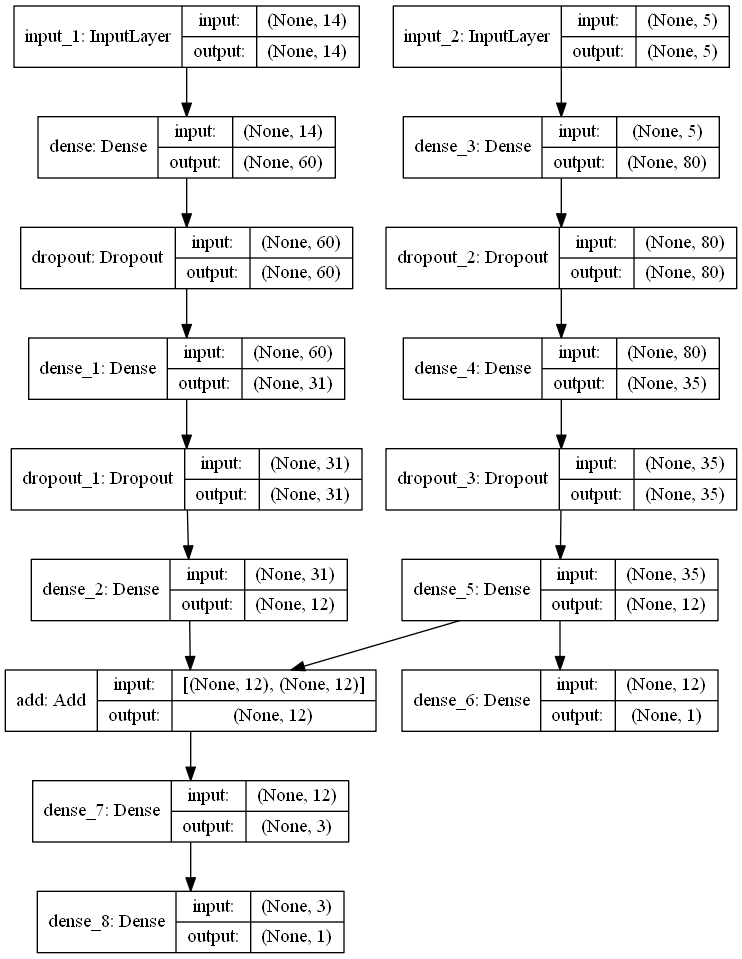 input_1: InputLayer
input: (None, 14)
output: (None, 14)
dense: Dense
input: (None, 14)
output: (None, 60)
dropout: Dropout
input: (None, 60)
output: (None, 60)
dense_1: Dense
input: (None, 60)
output: (None, 31)
dropout_1: Dropout
input: (None, 31)
output: (None, 31)
dense_2: Dense
input: (None, 31)
output: (None, 12)
add: Add
input: [(None, 12), (None, 12)]
output: (None, 12)
dense_7: Dense
input: (None, 12)
output: (None, 3)
dense_8: Dense
input: (None, 3)
output: (None, 1)
input_2: InputLayer
input: (None, 5)
output: (None, 5)
dense_3: Dense
input: (None, 5)
output: (None, 80)
dropout_2: Dropout
input: (None, 80)
output: (None, 80)
dense_4: Dense
input: (None, 80)
output: (None, 35)
dropout_3: Dropout
input: (None, 35)
output: (None, 35)
dense_5: Dense
input: (None, 35)
output: (None, 12)
dense_6: Dense
input: (None, 12)
output: (None, 1)